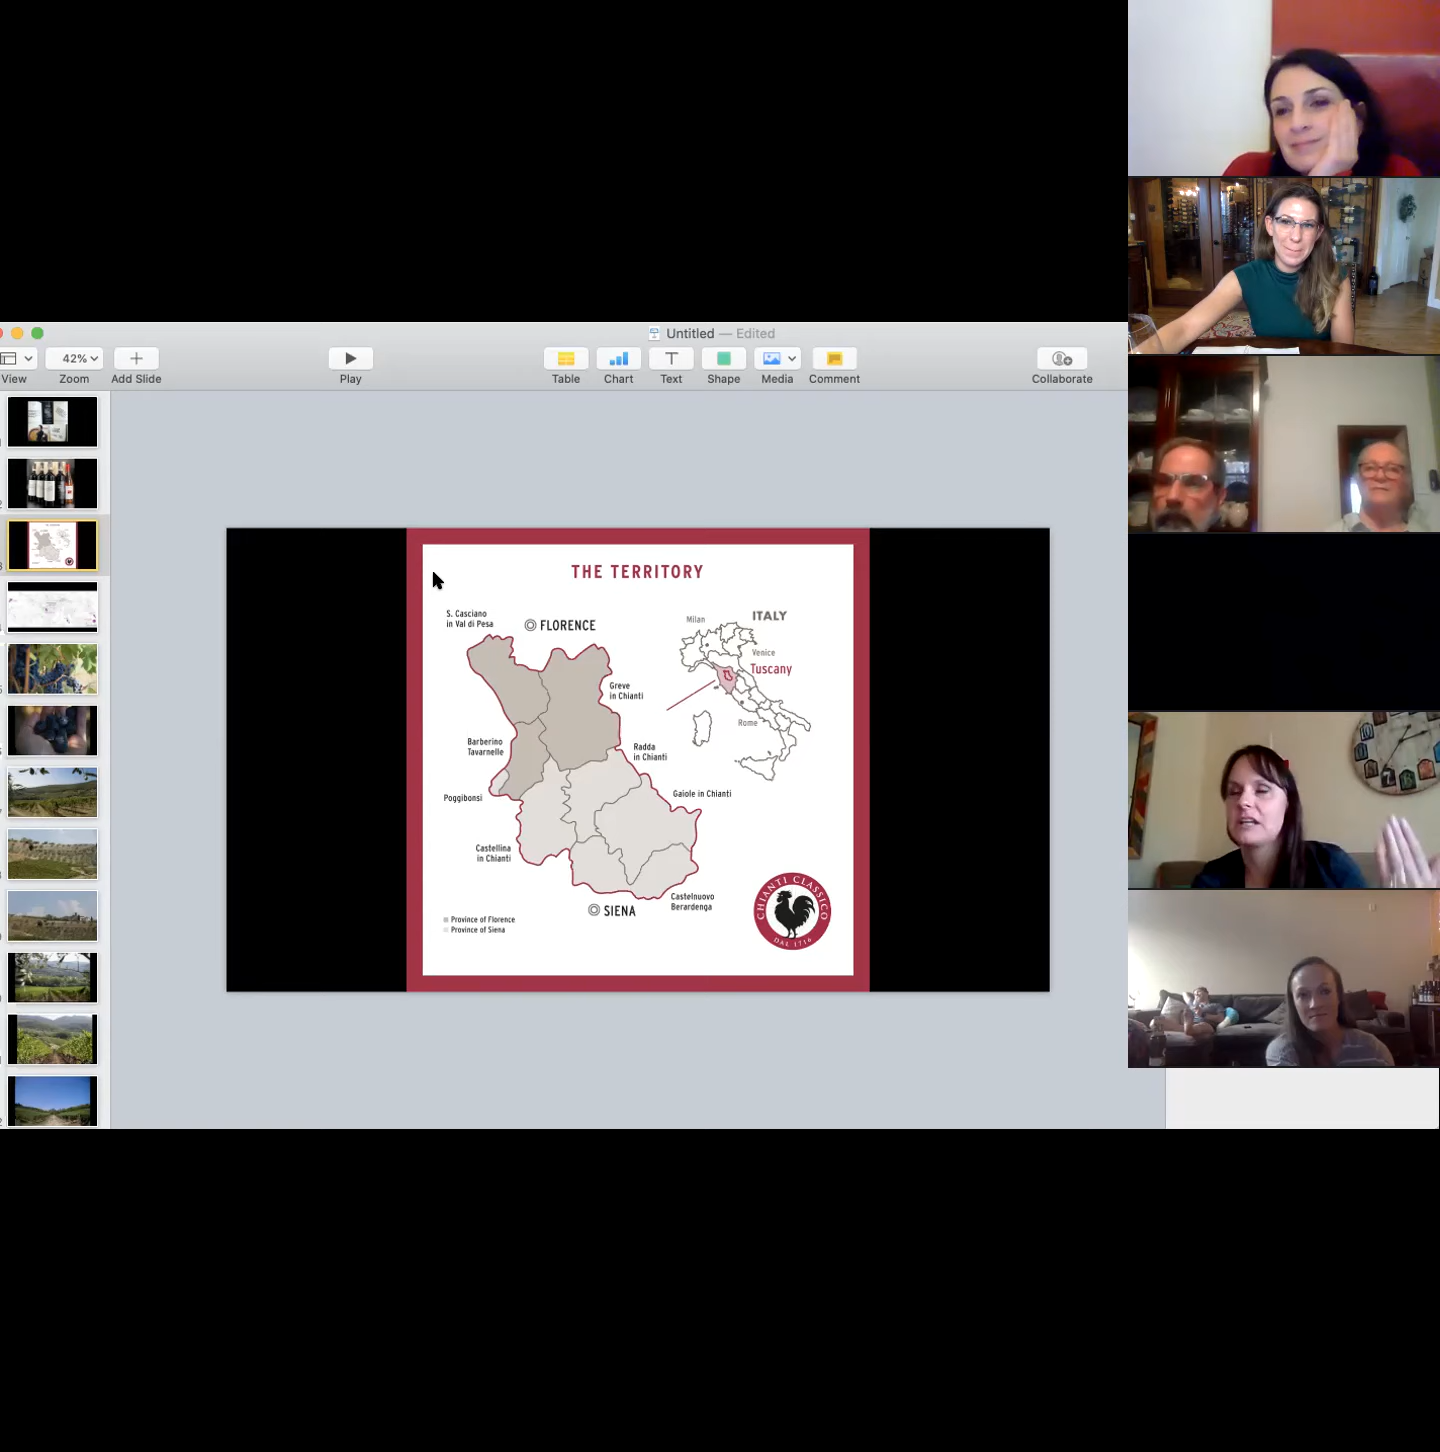 Untitled — Edited
View
42%
Zoom
Add Slide
Play
Table
Chart
Text
Shape
Media
Comment
Collaborate
THE TERRITORY
S. Casciano
in Val di Pesa
FLORENCE
Greve
in Chianti
Barberino
Tavarnelle
Radda
in Chianti
Poggibonsi
Gaiole in Chianti
Castellina
in Chianti
Castelnuovo
Berardenga
SIENA
Province of Florence
Province of Siena
ITALY
Milan
Venice
Tuscany
Rome
CHIANTI CLASSICO
DAL 1716